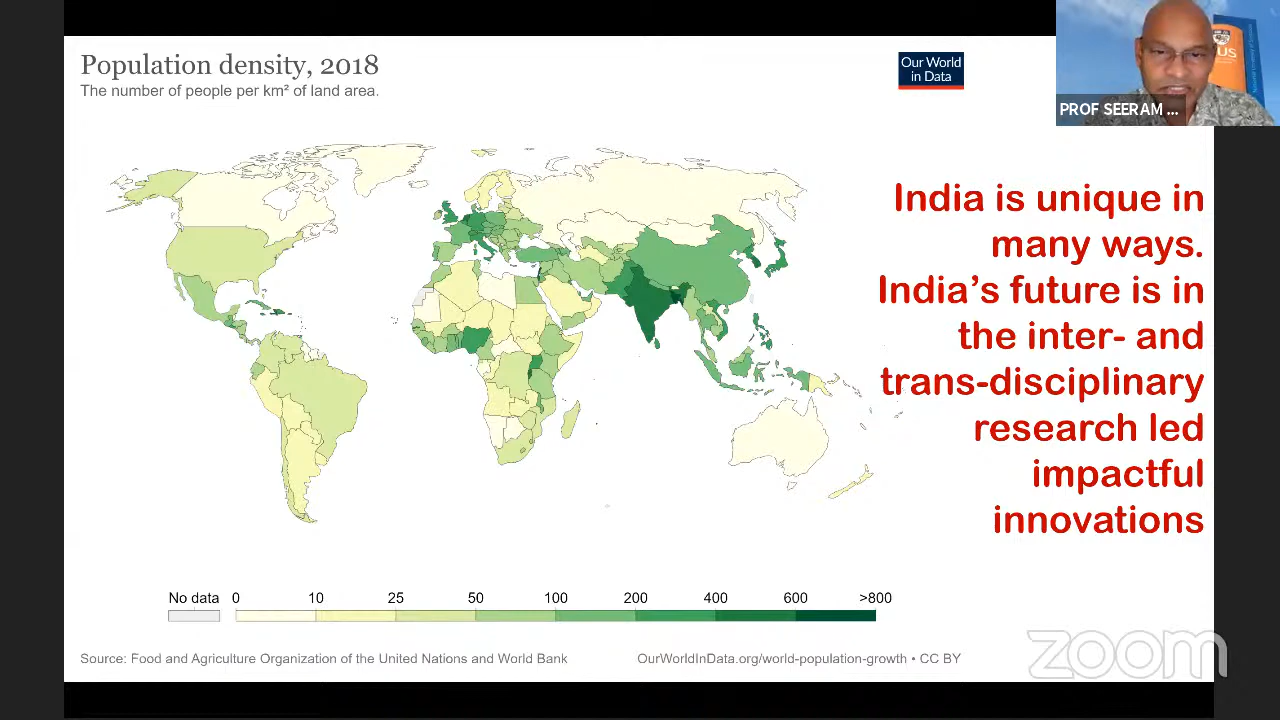 Population density, 2018
The number of people per km² of land area.
Our World
in Data
PROF SEERAM ...
India is unique in
many ways.
India's future is in
the inter- and
trans-disciplinary
research led
impactful
innovations
No data 0 10 25 50 100 200 400 600 >800
Source: Food and Agriculture Organization of the United Nations and World Bank
OurWorldInData.org/world-population-growth • CC BY
zoom